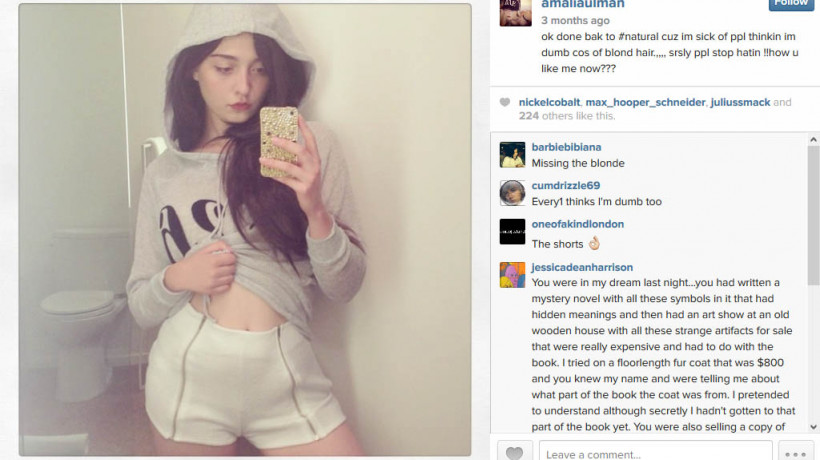 amaliaulman
Follow
3 months ago
ok done bak to #natural cuz im sick of ppl thinkin im
dumb cos of blond hair.,,,, srsly ppl stop hatin !!how u
like me now???
nickelcobalt, max_hooper_schneider, juliussmack and
224 others like this.
barbiebibiana
Missing the blonde
cumdrizzle69
Every1 thinks I'm dumb too
oneofakindlondon
The shorts 👌
jessicadeanharrison
You were in my dream last night...you had written a
mystery novel with all these symbols in it that had
hidden meanings and then had an art show at an old
wooden house with all these strange artifacts for sale
that were really expensive and had to do with the
book. I tried on a floorlength fur coat that was $800
and you knew my name and were telling me about
what part of the book the coat was from. I pretended
to understand although secretly I hadn't gotten to that
part of the book yet. You were also selling a copy of
Leave a comment...